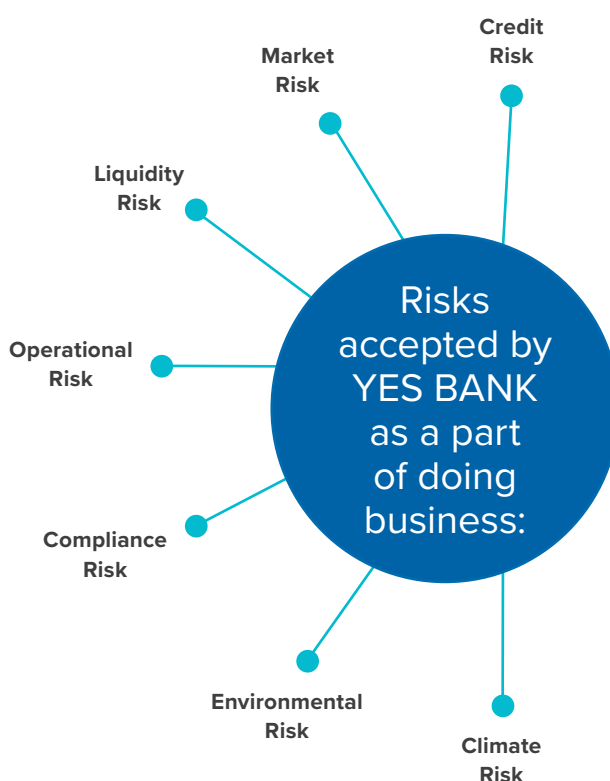 Credit
Risk
Market
Risk
Liquidity
Risk
Operational
Risk
Compliance
Risk
Environmental
Risk
Climate
Risk
Risks
accepted by
YES BANK
as a part
of doing
business: